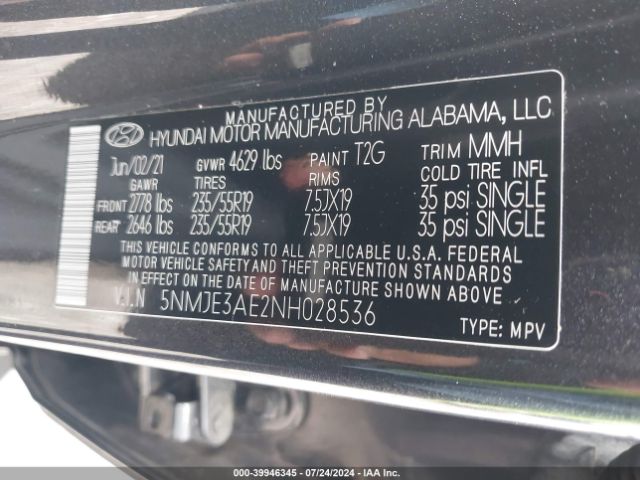 MANUFACTURED BY
HYUNDAI MOTOR MANUFACTURING ALABAMA, LLC
Jun/02/21 GVWR 4629 lbs PAINT T2G TRIM MMH
GAWR TIRES RIMS COLD TIRE INFL
FRONT 2778 lbs 235/55R19 7.5JX19 35 psi SINGLE
REAR 2646 lbs 235/55R19 7.5JX19 35 psi SINGLE
THIS VEHICLE CONFORMS TO ALL APPLICABLE U.S.A. FEDERAL
MOTOR VEHICLE SAFETY AND THEFT PREVENTION STANDARDS
IN EFFECT ON THE DATE OF MANUFACTURE SHOWN ABOVE.
V.I.N 5NMJE3AE2NH028536
TYPE: MPV
000-39946345 - 07/24/2024 - IAA Inc.